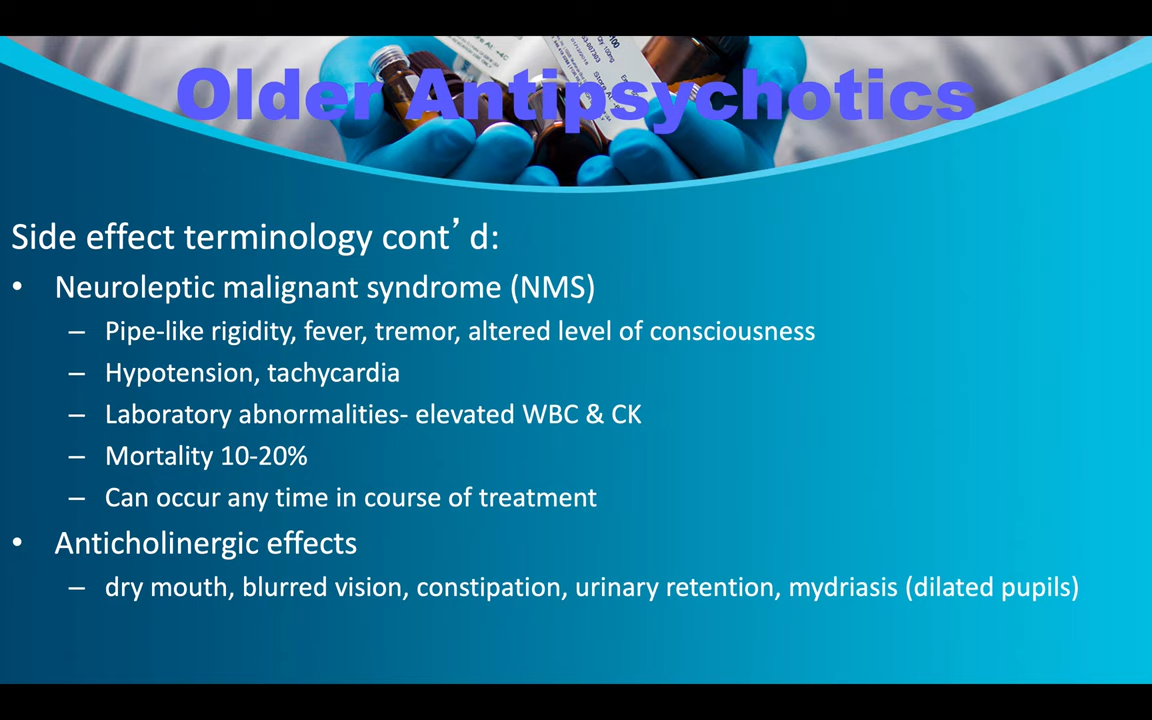 Older Antipsychotics
Side effect terminology cont’d:
• Neuroleptic malignant syndrome (NMS)
– Pipe-like rigidity, fever, tremor, altered level of consciousness
– Hypotension, tachycardia
– Laboratory abnormalities- elevated WBC & CK
– Mortality 10-20%
– Can occur any time in course of treatment
• Anticholinergic effects
– dry mouth, blurred vision, constipation, urinary retention, mydriasis (dilated pupils)